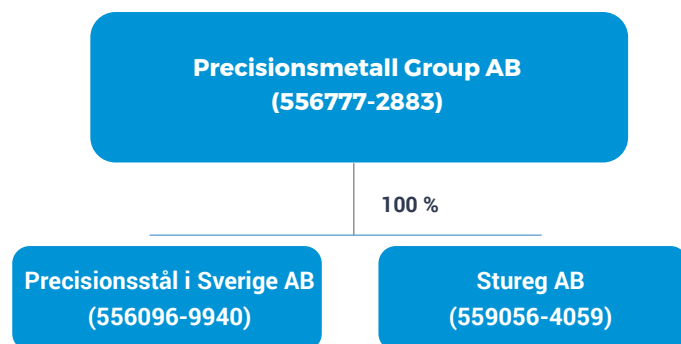 Precisionsmetall Group AB
(556777-2883)
100 %
Precisionsstål i Sverige AB
(556096-9940)
Stureg AB
(559056-4059)